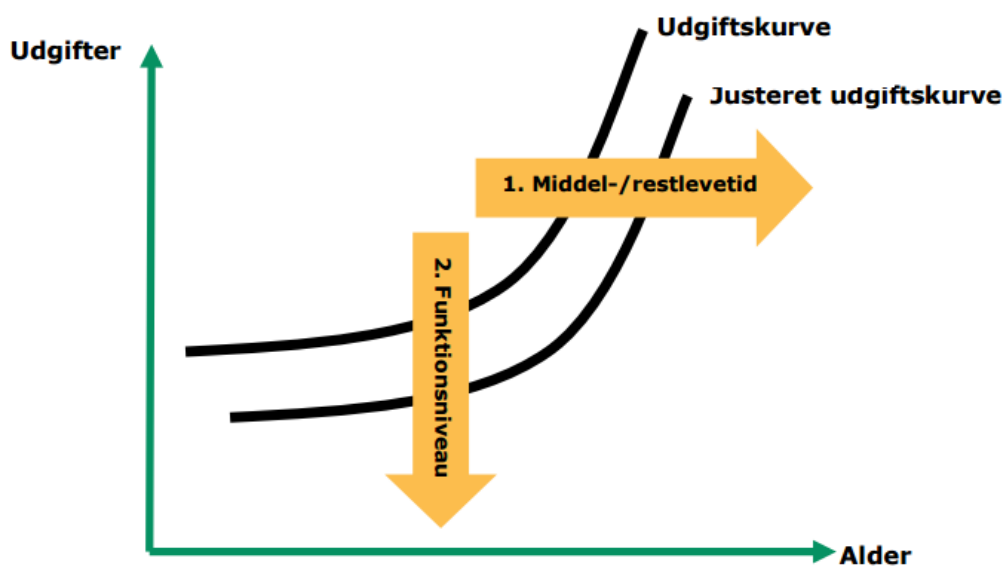 Udgiftskurve
Udgifter
Justeret udgiftskurve
1. Middel-/restlevetid
2. Funktionsniveau
Alder